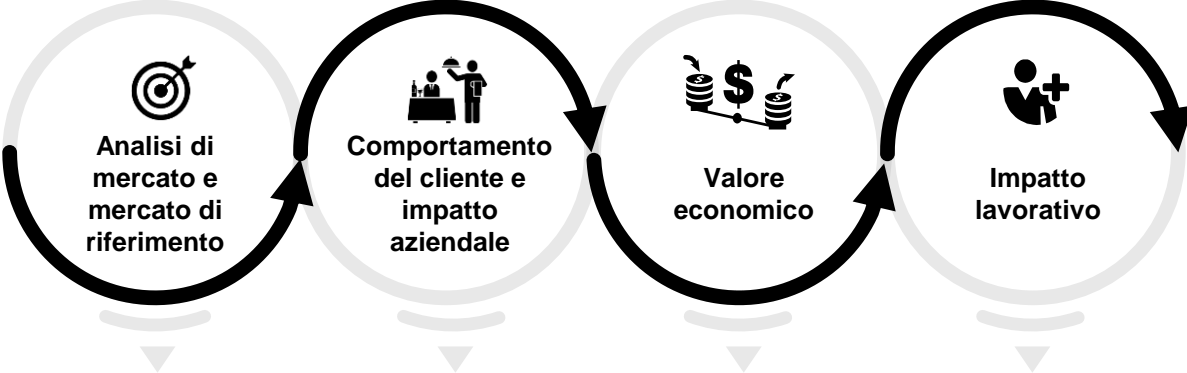 Analisi di
mercato e
mercato di
riferimento
Comportamento
del cliente e
impatto
aziendale
$
Valore
economico
Impatto
lavorativo